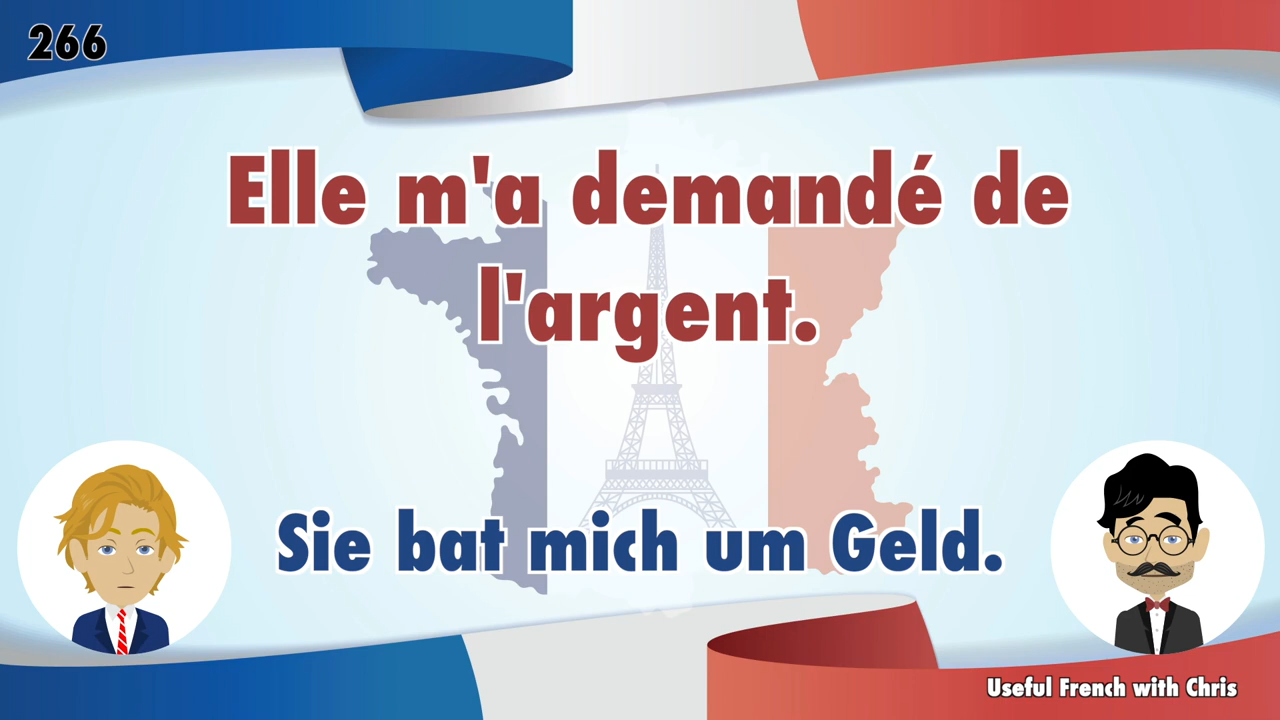 266
Elle m'a demandé de
l'argent.
Sie bat mich um Geld.
Useful French with Chris